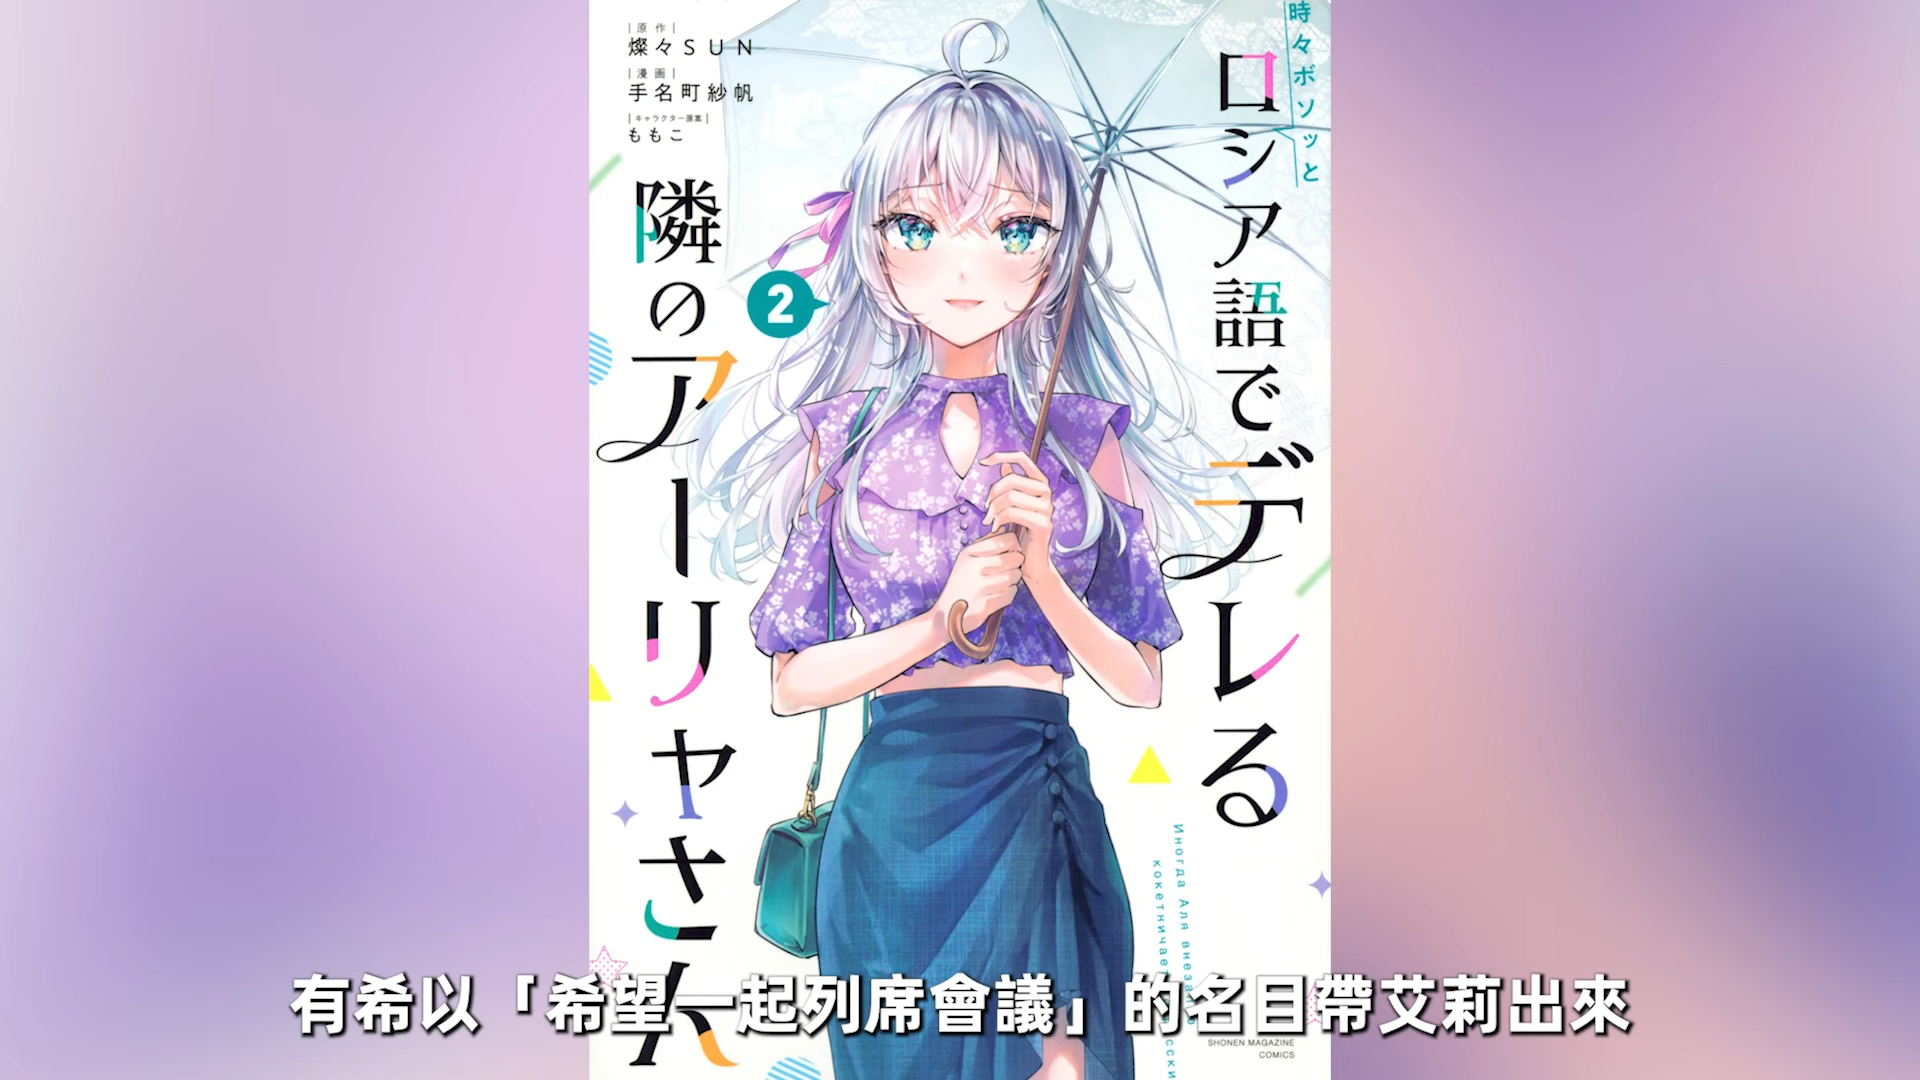 時々ボソッと
ロシア語でデレる
隣のアーリャさん
2
|原作|
燦々SUN
|漫画|
手名町紗帆
|キャラクター原案|
ももこ
Иногда Аля внеза
кокетничает
сски
SHONEN MAGAZINE
COMICS
有希以「希望一起列席會議」的名目帶艾莉出來